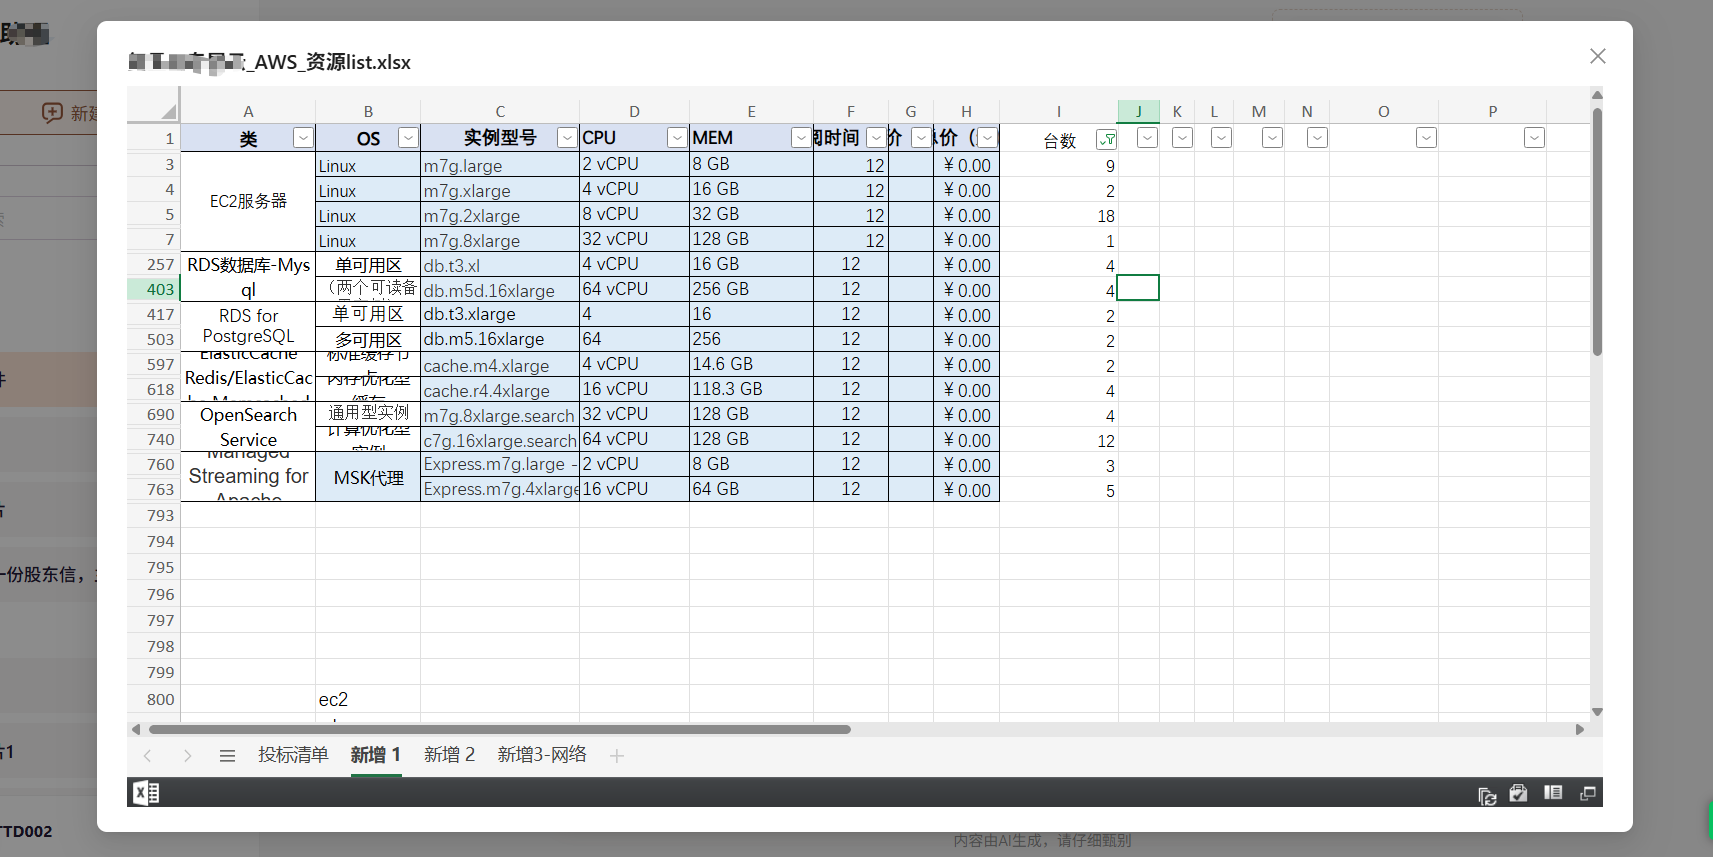 _AWS_资源list.xlsx
新建
A B C D E F G H I J K L M N O P
1 类 OS 实例型号 CPU MEM 时间 价 价（ 台数
3 Linux m7g.large 2 vCPU 8 GB 12 ￥0.00 9
EC2服务器
4 Linux m7g.xlarge 4 vCPU 16 GB 12 ￥0.00 2
5 Linux m7g.2xlarge 8 vCPU 32 GB 12 ￥0.00 18
7 Linux m7g.8xlarge 32 vCPU 128 GB 12 ￥0.00 1
257 RDS数据库-Mys 单可用区 db.t3.xl 4 vCPU 16 GB 12 ￥0.00 4
403 ql （两个可读备 db.m5d.16xlarge 64 vCPU 256 GB 12 ￥0.00 4
417 RDS for 单可用区 db.t3.xlarge 4 16 12 ￥0.00 2
503 PostgreSQL 多可用区 db.m5.16xlarge 64 256 12 ￥0.00 2
597 ElasticCache 标准缓存节 cache.m4.xlarge 4 vCPU 14.6 GB 12 ￥0.00 2
Redis/ElasticCac
618 内存优化型 cache.r4.4xlarge 16 vCPU 118.3 GB 12 ￥0.00 4
690 OpenSearch 通用型实例 m7g.8xlarge.search 32 vCPU 128 GB 12 ￥0.00 4
740 Service 计算优化型 c7g.16xlarge.search 64 vCPU 128 GB 12 ￥0.00 12
760 Managed Express.m7g.large - 2 vCPU 8 GB 12 ￥0.00 3
Streaming for MSK代理
763 Apache Express.m7g.4xlarge 16 vCPU 64 GB 12 ￥0.00 5
793
794
795
796
797
798
799
800 ec2
投标清单 新增 1 新增 2 新增3-网络
一份股东信，
片1
TTD002
内容由AI生成，请仔细甄别